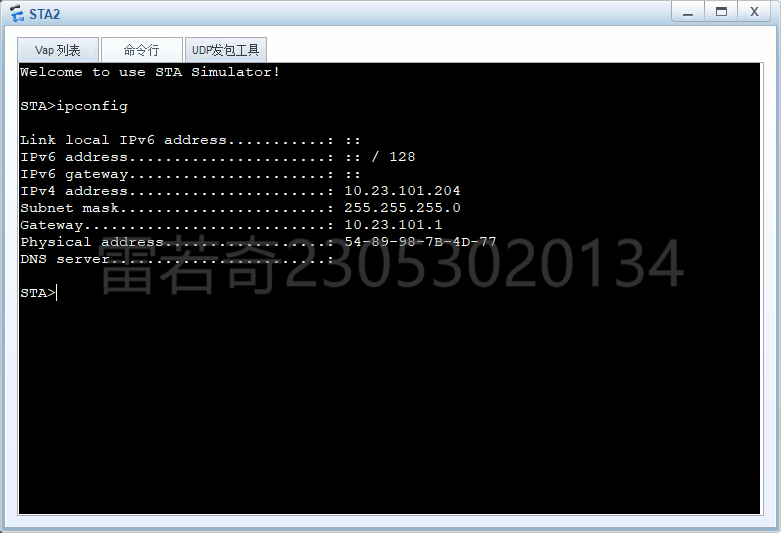 STA2
Vap 列表 命令行 UDP发包工具
Welcome to use STA Simulator!
STA>ipconfig
Link local IPv6 address...........: ::
IPv6 address......................: :: / 128
IPv6 gateway......................: ::
IPv4 address......................: 10.23.101.204
Subnet mask.......................: 255.255.255.0
Gateway...........................: 10.23.101.1
Physical address..................: 54-89-98-7B-4D-77
DNS server........................:
雷若奇23053020134
STA>